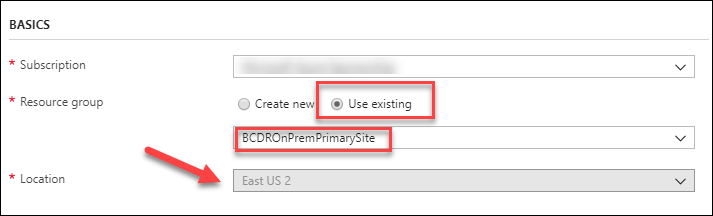 BASICS
* Subscription
* Resource group Create new Use existing
BCDROnPremPrimarySite
* Location East US 2